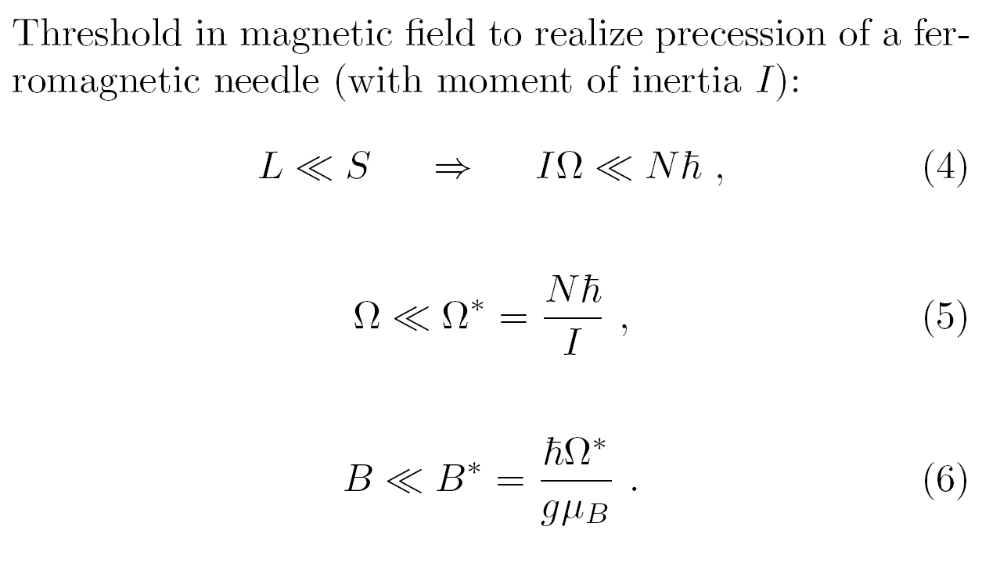 Threshold in magnetic field to realize precession of a fer-
romagnetic needle (with moment of inertia I):
L ≪ S ⇒ IΩ ≪ Nℏ , (4)
Ω ≪ Ω* = Nℏ / I , (5)
B ≪ B* = ℏΩ* / gμ_B . (6)